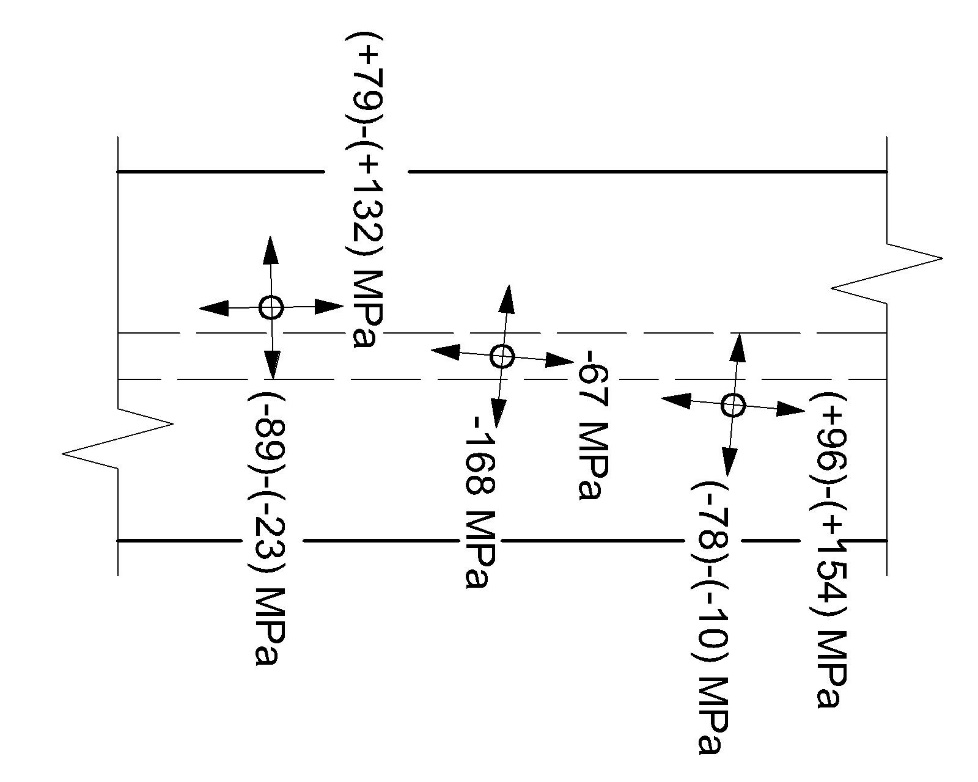 (+79)-(+132) MPa
(-89)-(-23) MPa
-67 MPa
-168 MPa
(+96)-(+154) MPa
(-78)-(-10) MPa